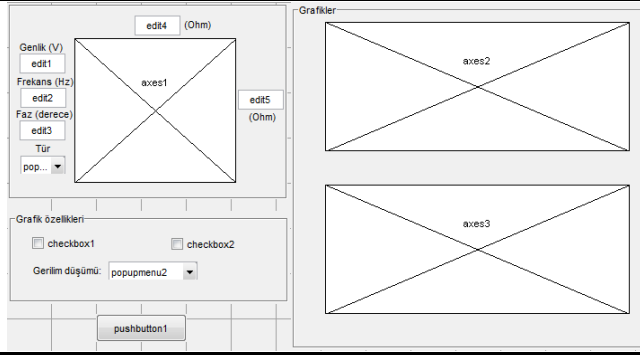 edit4 (Ohm)
Genlik (V)
edit1
Frekans (Hz)
edit2
Faz (derece)
edit3
Tür
pop...
axes1
edit5
(Ohm)
Grafik özellikleri
checkbox1 checkbox2
Gerilim düşümü: popupmenu2
pushbutton1
Grafikler
axes2
axes3